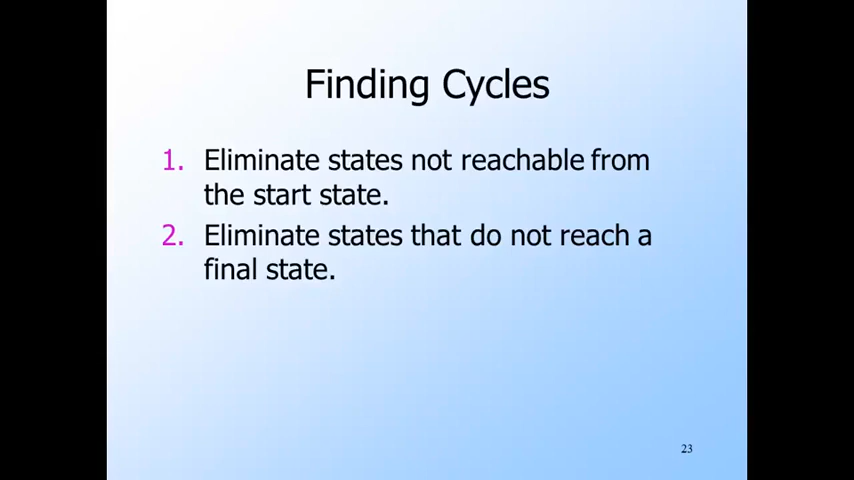 Finding Cycles
1. Eliminate states not reachable from
the start state.
2. Eliminate states that do not reach a
final state.
23